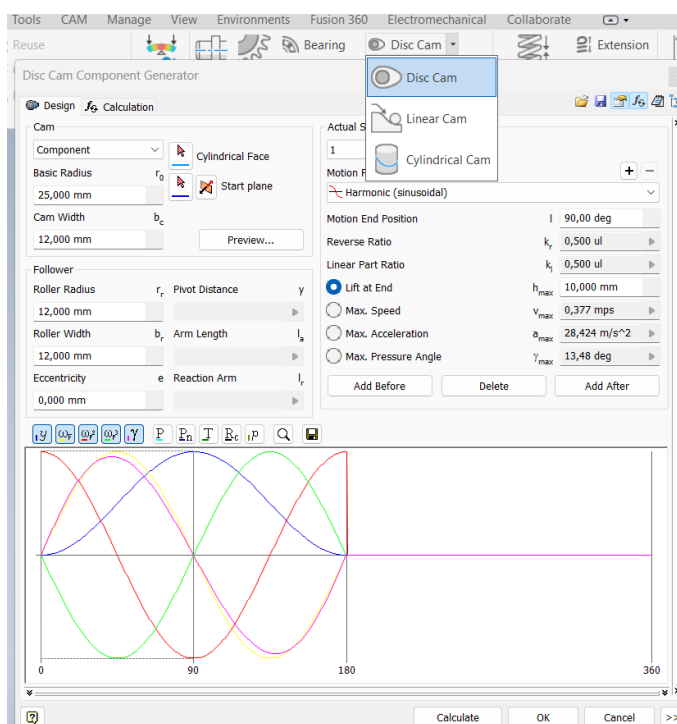 Tools CAM Manage View Environments Fusion 360 Electromechanical Collaborate
Reuse
Bearing Disc Cam Extension
Disc Cam
Linear Cam
Cylindrical Cam
Disc Cam Component Generator
Design fG Calculation
Cam
Component
Cylindrical Face
Basic Radius r0
Start plane
25,000 mm
Cam Width bc
12,000 mm Preview...
Follower
Roller Radius rr Pivot Distance y
12,000 mm
Roller Width br Arm Length la
12,000 mm
Eccentricity e Reaction Arm lr
0,000 mm
1
Motion
Harmonic (sinusoidal)
Motion End Position l 90,00 deg
Reverse Ratio kr 0,500 ul
Linear Part Ratio kl 0,500 ul
Lift at End hmax 10,000 mm
Max. Speed vmax 0,377 mps
Max. Acceleration amax 28,424 m/s^2
Max. Pressure Angle γmax 13,48 deg
Add Before Delete Add After
y ωr ωr² ωr³ γ P Pn T Rc p
0 90 180 360
Calculate OK Cancel >>